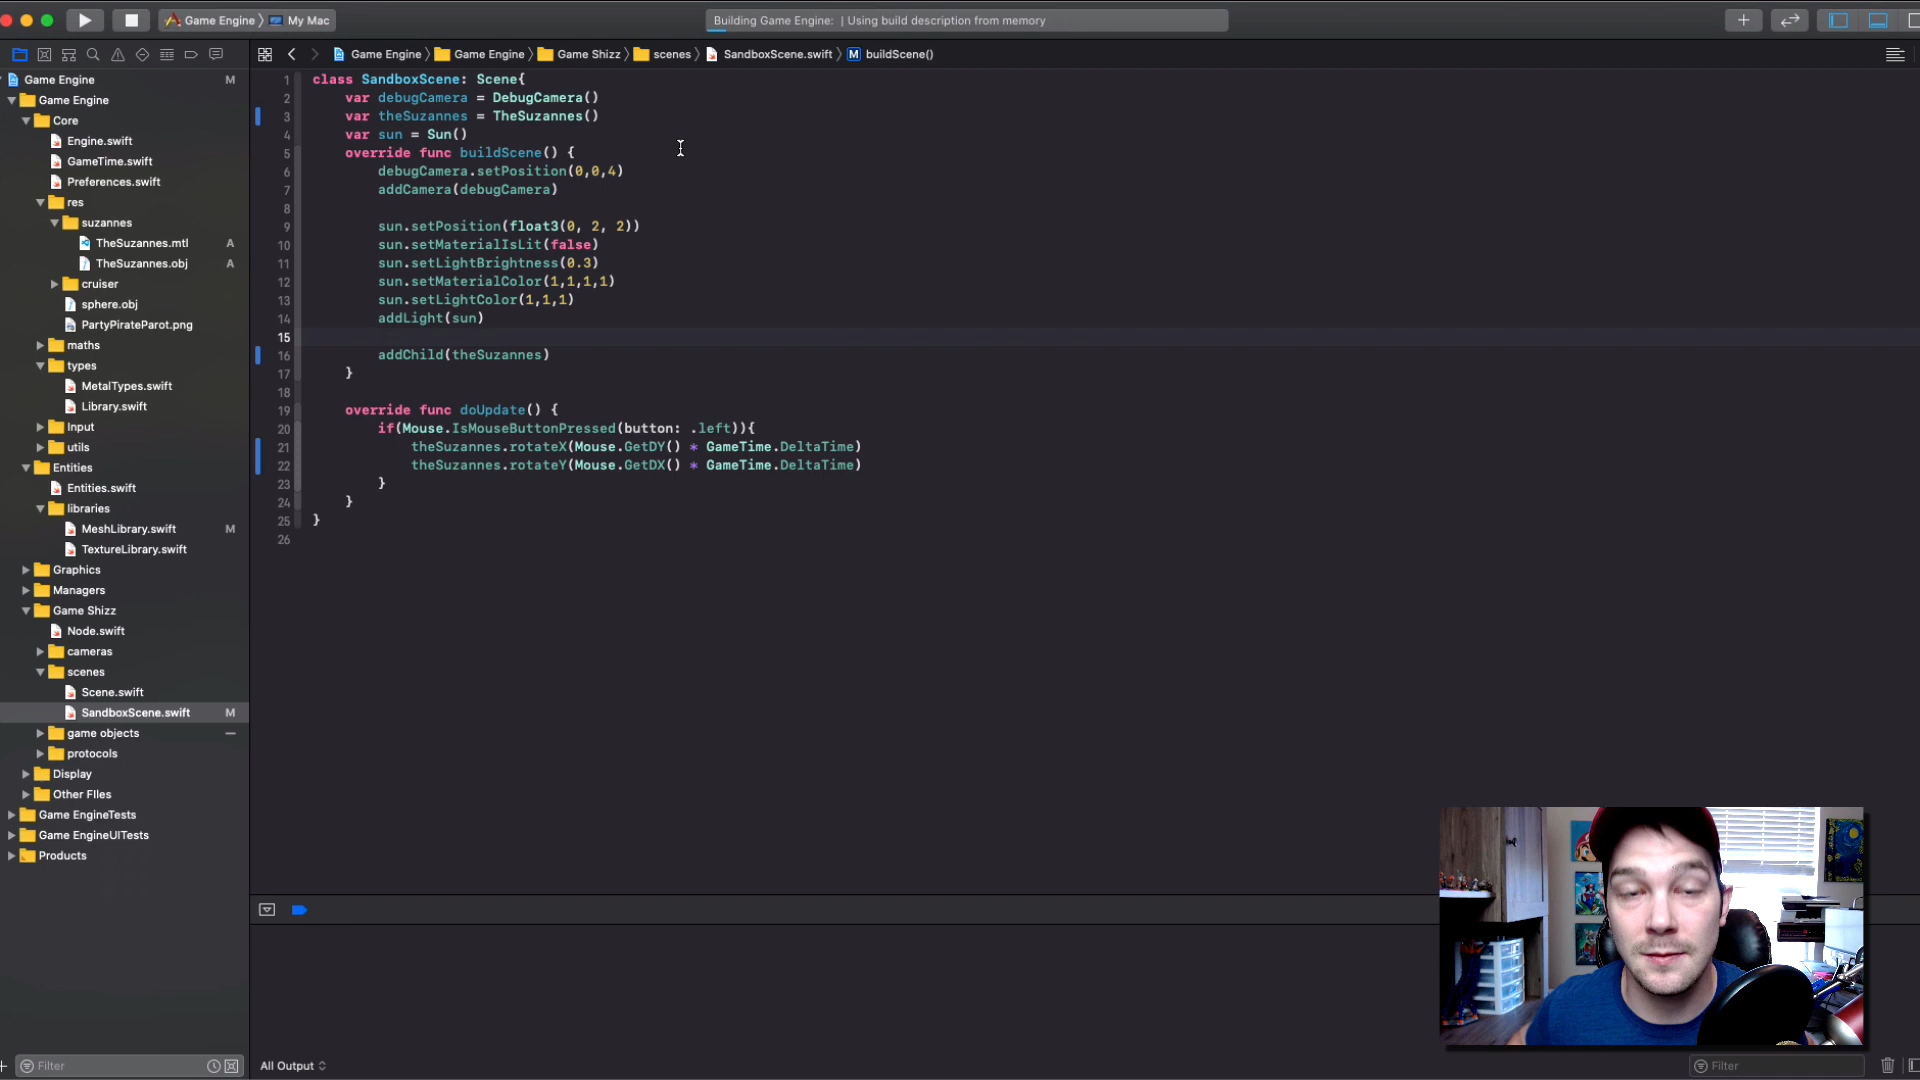 Game Engine 〉 My Mac
Building Game Engine: | Using build description from memory
Game Engine 〉 Game Engine 〉 Game Shizz 〉 scenes 〉 SandboxScene.swift 〉 M buildScene()
Game Engine M
Game Engine
Core
Engine.swift
GameTime.swift
Preferences.swift
res
suzannes
TheSuzannes.mtl A
TheSuzannes.obj A
cruiser
sphere.obj
PartyPirateParot.png
maths
types
MetalTypes.swift
Library.swift
Input
utils
Entities
Entities.swift
libraries
MeshLibrary.swift M
TextureLibrary.swift
Graphics
Managers
Game Shizz
Node.swift
cameras
scenes
Scene.swift
SandboxScene.swift M
game objects
protocols
Display
Other FIles
Game EngineTests
Game EngineUITests
Products
Filter
1 class SandboxScene: Scene{
2 var debugCamera = DebugCamera()
3 var theSuzannes = TheSuzannes()
4 var sun = Sun()
5 override func buildScene() {
6 debugCamera.setPosition(0,0,4)
7 addCamera(debugCamera)
8
9 sun.setPosition(float3(0, 2, 2))
10 sun.setMaterialIsLit(false)
11 sun.setLightBrightness(0.3)
12 sun.setMaterialColor(1,1,1,1)
13 sun.setLightColor(1,1,1)
14 addLight(sun)
15
16 addChild(theSuzannes)
17 }
18
19 override func doUpdate() {
20 if(Mouse.IsMouseButtonPressed(button: .left)){
21 theSuzannes.rotateX(Mouse.GetDY() * GameTime.DeltaTime)
22 theSuzannes.rotateY(Mouse.GetDX() * GameTime.DeltaTime)
23 }
24 }
25 }
26
All Output
Filter